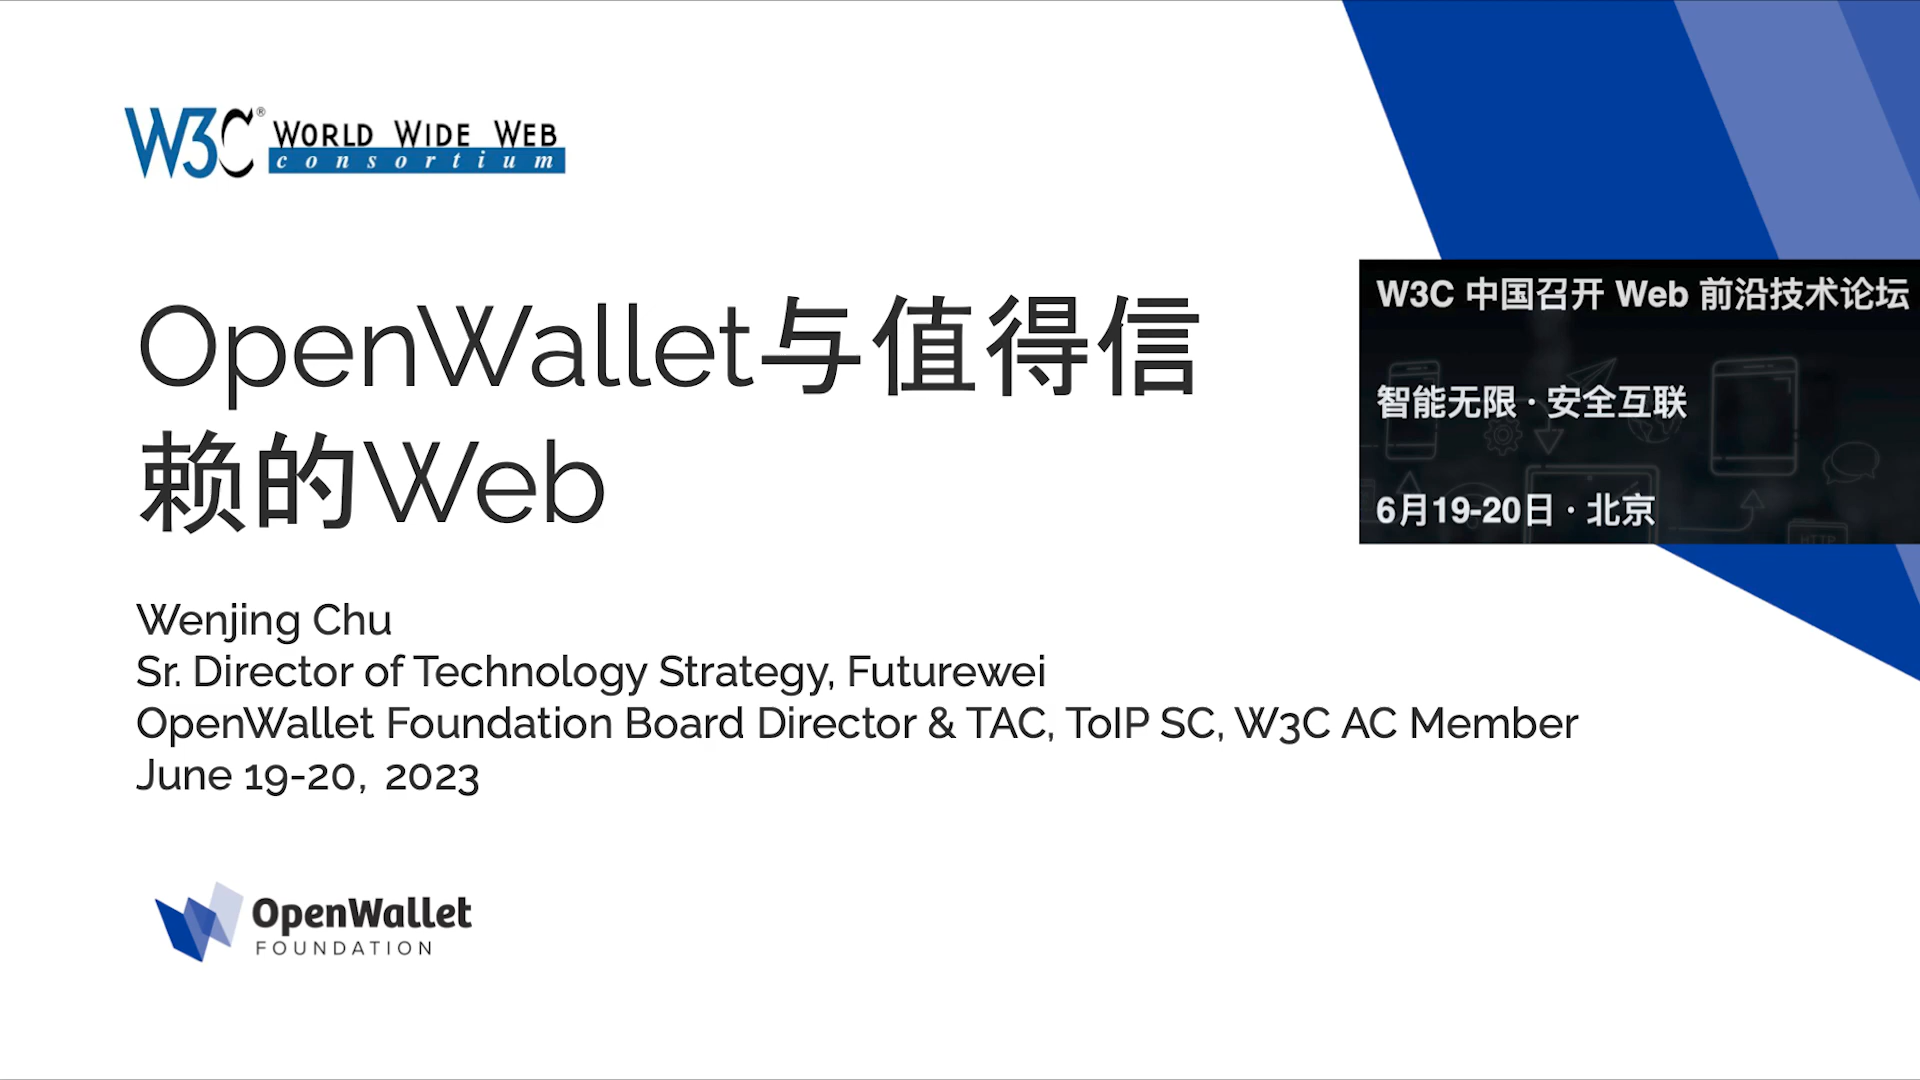 W3C® WORLD WIDE WEB
consortium
OpenWallet与值得信
赖的Web
W3C 中国召开 Web 前沿技术论坛
智能无限·安全互联
6月19-20日·北京
HTTP
Wenjing Chu
Sr. Director of Technology Strategy, Futurewei
OpenWallet Foundation Board Director & TAC, ToIP SC, W3C AC Member
June 19-20, 2023
OpenWallet
FOUNDATION